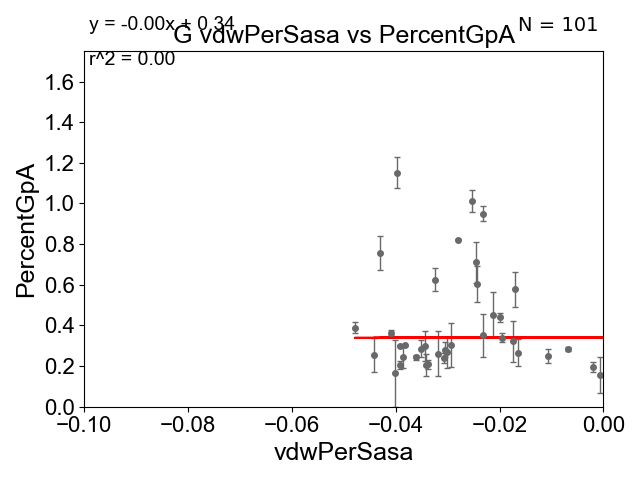 y = -0.00x + 0.34
G vdwPerSasa vs PercentGpA
N = 101
r^2 = 0.00
PercentGpA
1.6
1.4
1.2
1.0
0.8
0.6
0.4
0.2
0.0
−0.10 −0.08 −0.06 −0.04 −0.02 0.00
vdwPerSasa